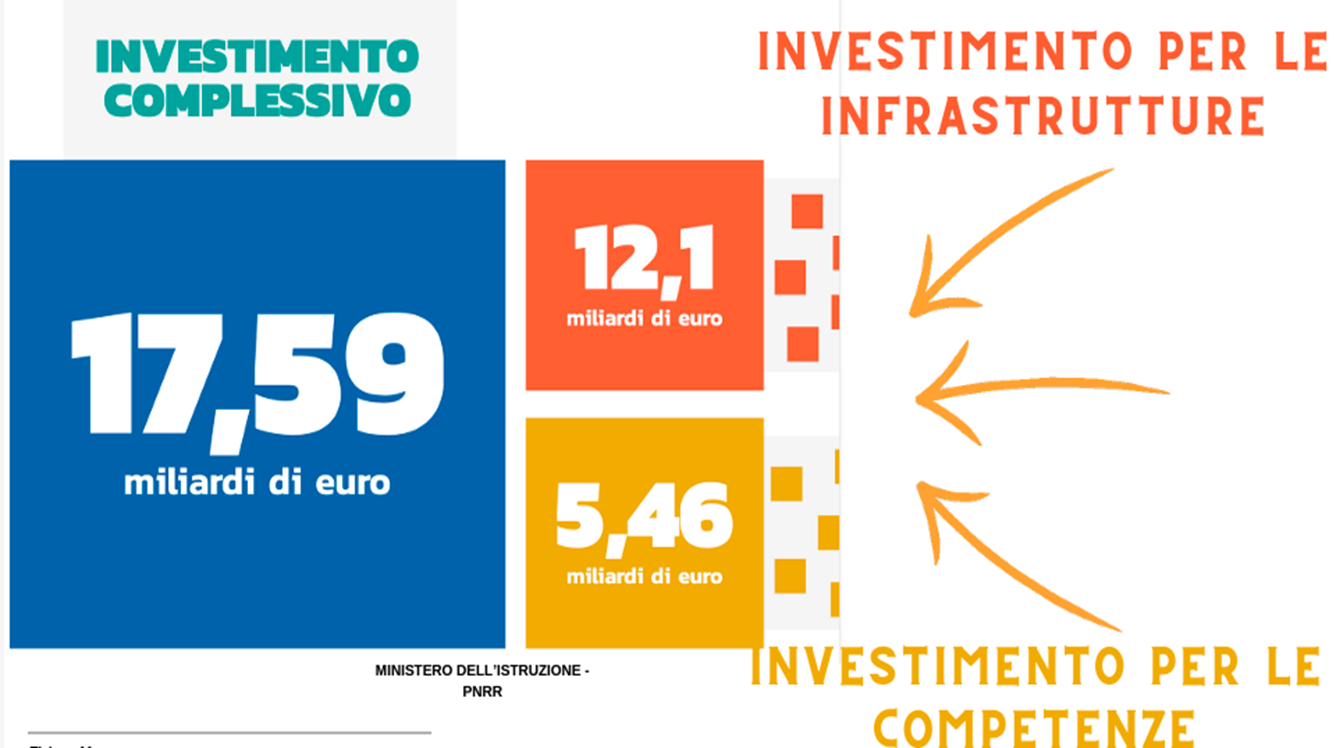 INVESTIMENTO
COMPLESSIVO
17,59
miliardi di euro
12,1
miliardi di euro
5,46
miliardi di euro
INVESTIMENTO PER LE
INFRASTRUTTURE
INVESTIMENTO PER LE
COMPETENZE
MINISTERO DELL'ISTRUZIONE -
PNRR